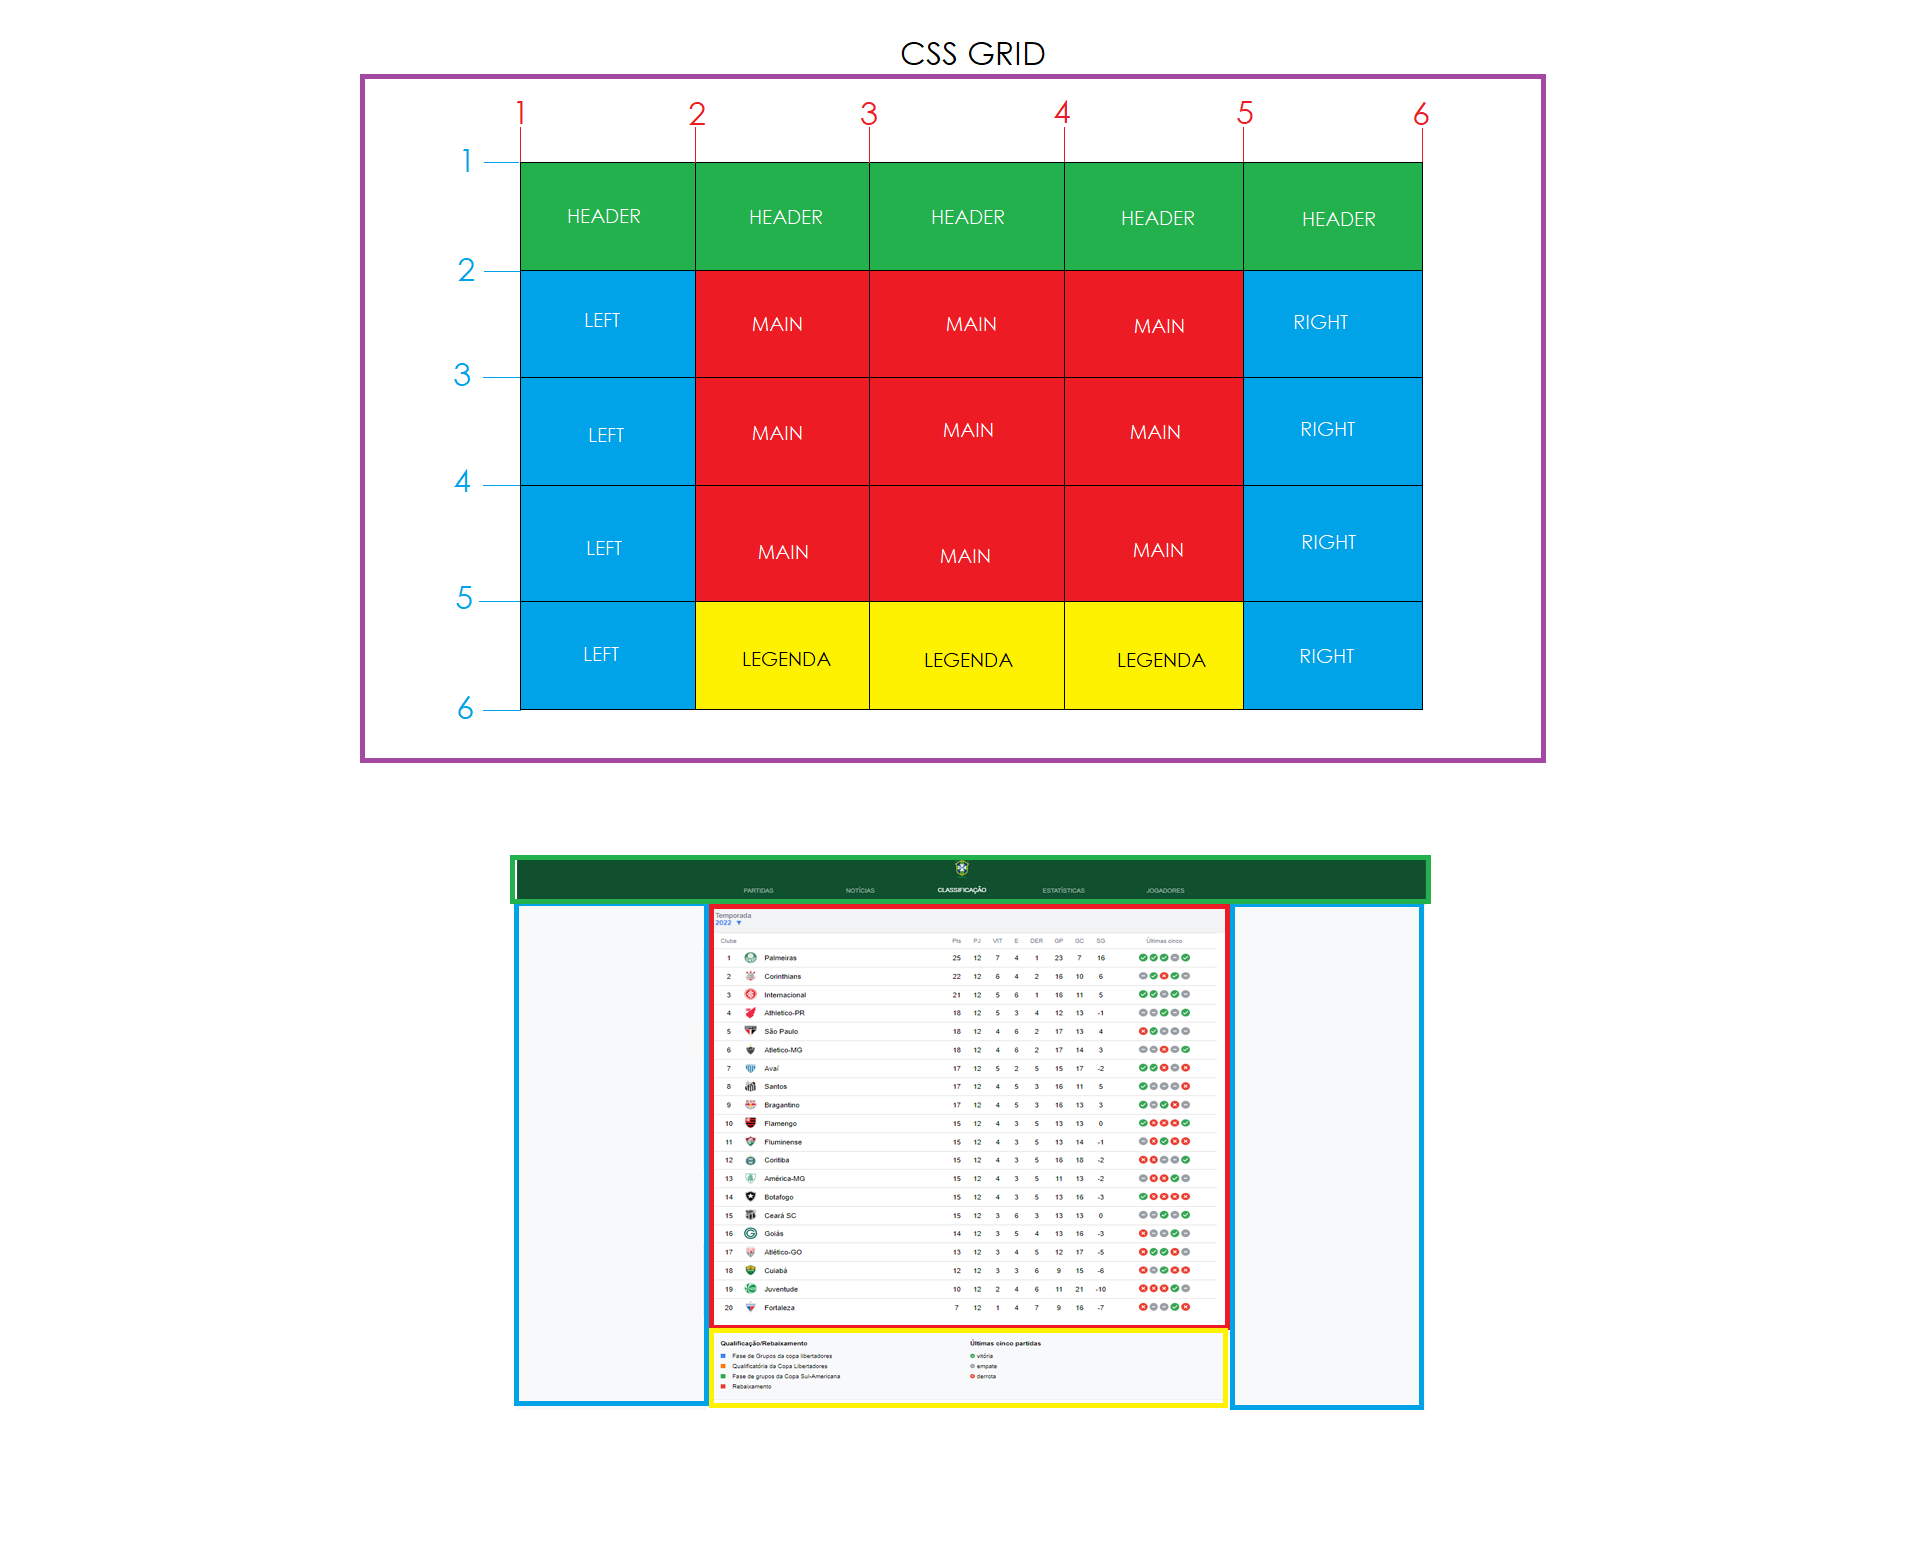 CSS GRID
1 2 3 4 5 6
1
HEADER HEADER HEADER HEADER HEADER
2
LEFT MAIN MAIN MAIN RIGHT
3
LEFT MAIN MAIN MAIN RIGHT
4
LEFT MAIN MAIN MAIN RIGHT
5
LEFT LEGENDA LEGENDA LEGENDA RIGHT
6
PARTIDAS NOTÍCIAS CLASSIFICAÇÃO ESTATÍSTICAS JOGADORES
Temporada
2022
Clube Pts PJ VIT E DER GP GC SG Últimas cinco
1 Palmeiras 25 12 7 4 1 23 7 16
2 Corinthians 22 12 6 4 2 16 10 6
3 Internacional 21 12 5 6 1 16 11 5
4 Athletico-PR 18 12 5 3 4 12 13 -1
5 São Paulo 18 12 4 6 2 17 13 4
6 Atletico-MG 18 12 4 6 2 17 14 3
7 Avaí 17 12 5 2 5 15 17 -2
8 Santos 17 12 4 5 3 16 11 5
9 Bragantino 17 12 4 5 3 16 13 3
10 Flamengo 15 12 4 3 5 13 13 0
11 Fluminense 15 12 4 3 5 13 14 -1
12 Coritiba 15 12 4 3 5 16 18 -2
13 América-MG 15 12 4 3 5 11 13 -2
14 Botafogo 15 12 4 3 5 13 16 -3
15 Ceará SC 15 12 3 6 3 13 13 0
16 Goiás 14 12 3 5 4 13 16 -3
17 Atlético-GO 13 12 3 4 5 12 17 -5
18 Cuiabá 12 12 3 3 6 9 15 -6
19 Juventude 10 12 2 4 6 11 21 -10
20 Fortaleza 7 12 1 4 7 9 16 -7
Qualificação/Rebaixamento Últimas cinco partidas
Fase de Grupos da copa libertadores vitória
Qualificatória da Copa Libertadores empate
Fase de grupos da Copa Sul-Americana derrota
Rebaixamento